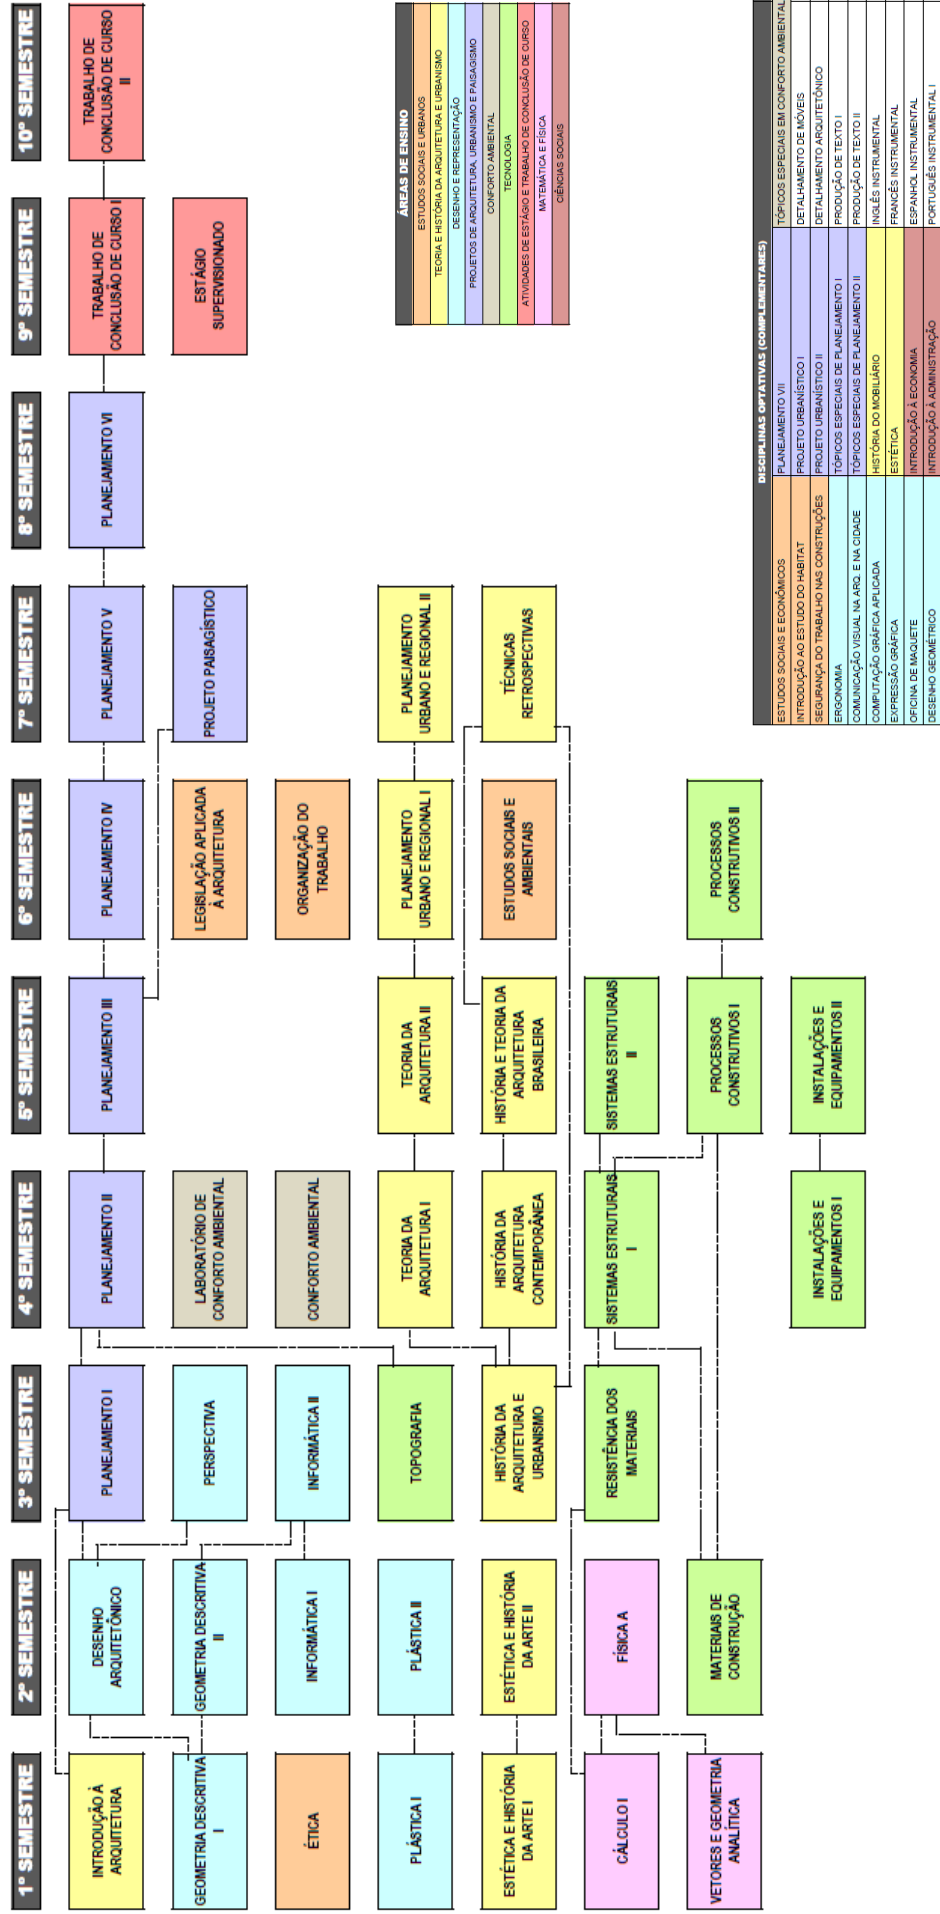 1º SEMESTRE
INTRODUÇÃO À
ARQUITETURA
GEOMETRIA DESCRITIVA
I
ÉTICA
PLÁSTICA I
ESTÉTICA E HISTÓRIA
DA ARTE I
CÁLCULO I
VETORES E GEOMETRIA
ANALÍTICA
2º SEMESTRE
DESENHO
ARQUITETÔNICO
GEOMETRIA DESCRITIVA
II
INFORMÁTICA I
PLÁSTICA II
ESTÉTICA E HISTÓRIA
DA ARTE II
FÍSICA A
MATERIAIS DE
CONSTRUÇÃO
3º SEMESTRE
PLANEJAMENTO I
PERSPECTIVA
INFORMÁTICA II
TOPOGRAFIA
HISTÓRIA DA
ARQUITETURA E
URBANISMO
RESISTÊNCIA DOS
MATERIAIS
4º SEMESTRE
PLANEJAMENTO II
LABORATÓRIO DE
CONFORTO AMBIENTAL
CONFORTO AMBIENTAL
TEORIA DA
ARQUITETURA I
HISTÓRIA DA
ARQUITETURA
CONTEMPORÂNEA
SISTEMAS ESTRUTURAIS
I
INSTALAÇÕES E
EQUIPAMENTOS I
5º SEMESTRE
PLANEJAMENTO III
TEORIA DA
ARQUITETURA II
HISTÓRIA E TEORIA DA
ARQUITETURA
BRASILEIRA
SISTEMAS ESTRUTURAIS
II
PROCESSOS
CONSTRUTIVOS I
INSTALAÇÕES E
EQUIPAMENTOS II
6º SEMESTRE
PLANEJAMENTO IV
LEGISLAÇÃO APLICADA
À ARQUITETURA
ORGANIZAÇÃO DO
TRABALHO
PLANEJAMENTO
URBANO E REGIONAL I
ESTUDOS SOCIAIS E
AMBIENTAIS
PROCESSOS
CONSTRUTIVOS II
7º SEMESTRE
PLANEJAMENTO V
PROJETO PAISAGÍSTICO
PLANEJAMENTO
URBANO E REGIONAL II
TÉCNICAS
RETROSPECTIVAS
8º SEMESTRE
PLANEJAMENTO VI
9º SEMESTRE
TRABALHO DE
CONCLUSÃO DE CURSO I
ESTÁGIO
SUPERVISIONADO
10º SEMESTRE
TRABALHO DE
CONCLUSÃO DE CURSO
II
ÁREAS DE ENSINO
ESTUDOS SOCIAIS E URBANOS
TEORIA E HISTÓRIA DA ARQUITETURA E URBANISMO
DESENHO E REPRESENTAÇÃO
PROJETOS DE ARQUITETURA, URBANISMO E PAISAGISMO
CONFORTO AMBIENTAL
TECNOLOGIA
ATIVIDADES DE ESTÁGIO E TRABALHO DE CONCLUSÃO DE CURSO
MATEMÁTICA E FÍSICA
CIÊNCIAS SOCIAIS
DISCIPLINAS OPTATIVAS (COMPLEMENTARES)
ESTUDOS SOCIAIS E ECONÔMICOS
PLANEJAMENTO VII
TÓPICOS ESPECIAIS EM CONFORTO AMBIENTAL
INTRODUÇÃO AO ESTUDO DO HABITAT
PROJETO URBANÍSTICO I
DETALHAMENTO DE MÓVEIS
SEGURANÇA DO TRABALHO NAS CONSTRUÇÕES
PROJETO URBANÍSTICO II
DETALHAMENTO ARQUITETÔNICO
ERGONOMIA
TÓPICOS ESPECIAIS DE PLANEJAMENTO I
PRODUÇÃO DE TEXTO I
COMUNICAÇÃO VISUAL NA ARQ. E NA CIDADE
TÓPICOS ESPECIAIS DE PLANEJAMENTO II
PRODUÇÃO DE TEXTO II
COMPUTAÇÃO GRÁFICA APLICADA
HISTÓRIA DO MOBILIÁRIO
INGLÊS INSTRUMENTAL
EXPRESSÃO GRÁFICA
ESTÉTICA
FRANCÊS INSTRUMENTAL
OFICINA DE MAQUETE
INTRODUÇÃO À ECONOMIA
ESPANHOL INSTRUMENTAL
DESENHO GEOMÉTRICO
INTRODUÇÃO À ADMINISTRAÇÃO
PORTUGUÊS INSTRUMENTAL I